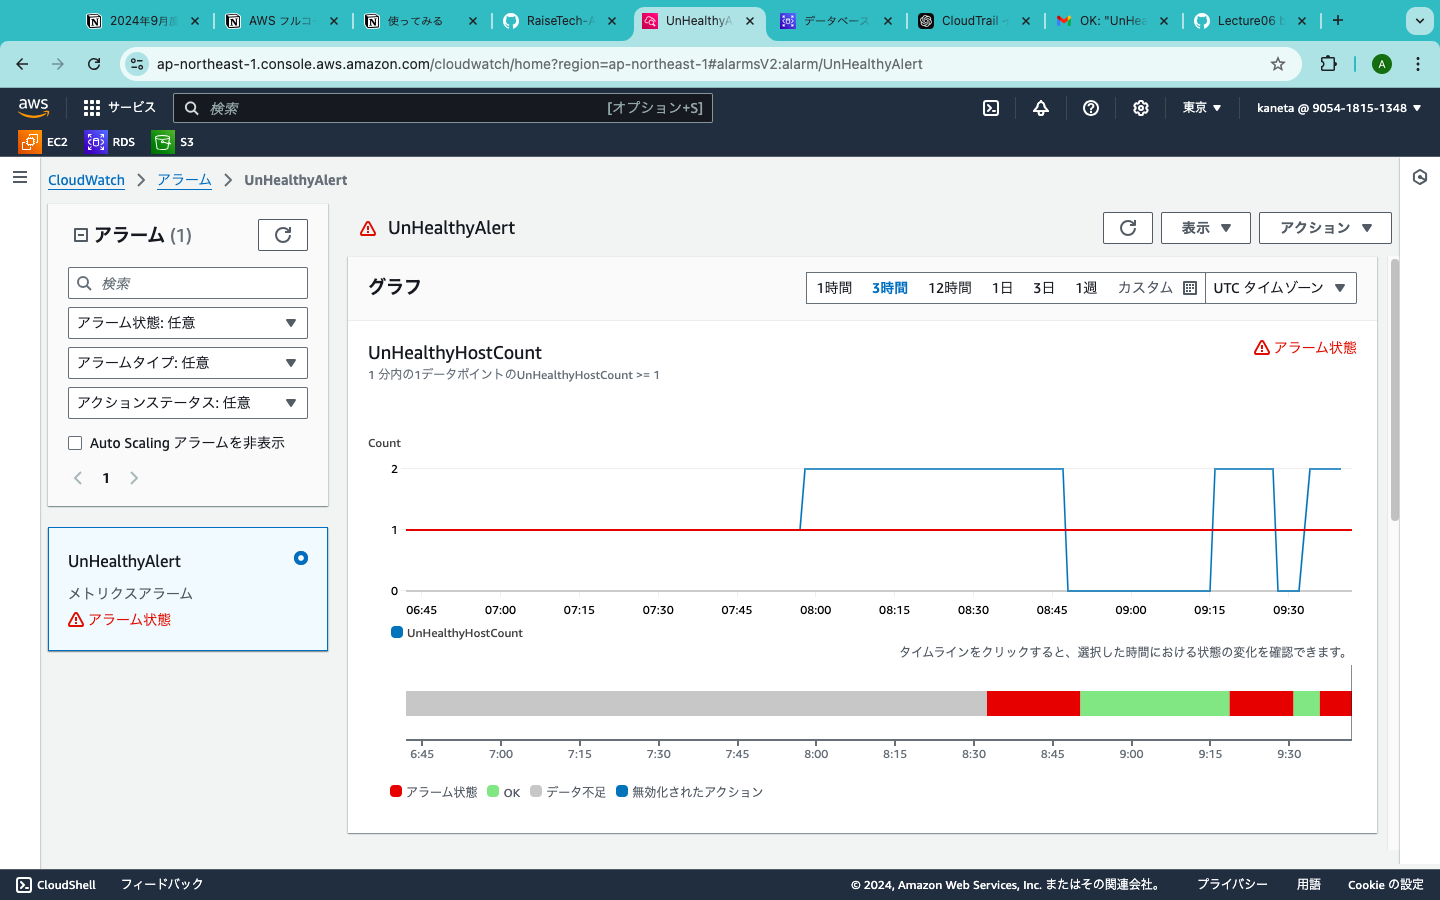 2024年9月度
AWS フルコー
使ってみる
RaiseTech-A
UnHealthyA
データベース
CloudTrail -
OK: "UnHea
Lecture06 b
ap-northeast-1.console.aws.amazon.com/cloudwatch/home?region=ap-northeast-1#alarmsV2:alarm/UnHealthyAlert
A
aws
サービス
検索
[オプション+S]
東京
kaneta @ 9054-1815-1348
EC2
RDS
S3
CloudWatch
アラーム
UnHealthyAlert
アラーム (1)
検索
アラーム状態: 任意
アラームタイプ: 任意
アクションステータス: 任意
Auto Scaling アラームを非表示
1
UnHealthyAlert
メトリクスアラーム
アラーム状態
UnHealthyAlert
表示
アクション
グラフ
1時間
3時間
12時間
1日
3日
1週
カスタム
UTC タイムゾーン
UnHealthyHostCount
アラーム状態
1 分内の1データポイントのUnHealthyHostCount >= 1
Count
2
1
0
06:45
07:00
07:15
07:30
07:45
08:00
08:15
08:30
08:45
09:00
09:15
09:30
UnHealthyHostCount
タイムラインをクリックすると、選択した時間における状態の変化を確認できます。
6:45
7:00
7:15
7:30
7:45
8:00
8:15
8:30
8:45
9:00
9:15
9:30
アラーム状態
OK
データ不足
無効化されたアクション
CloudShell
フィードバック
© 2024, Amazon Web Services, Inc. またはその関連会社。
プライバシー
用語
Cookie の設定